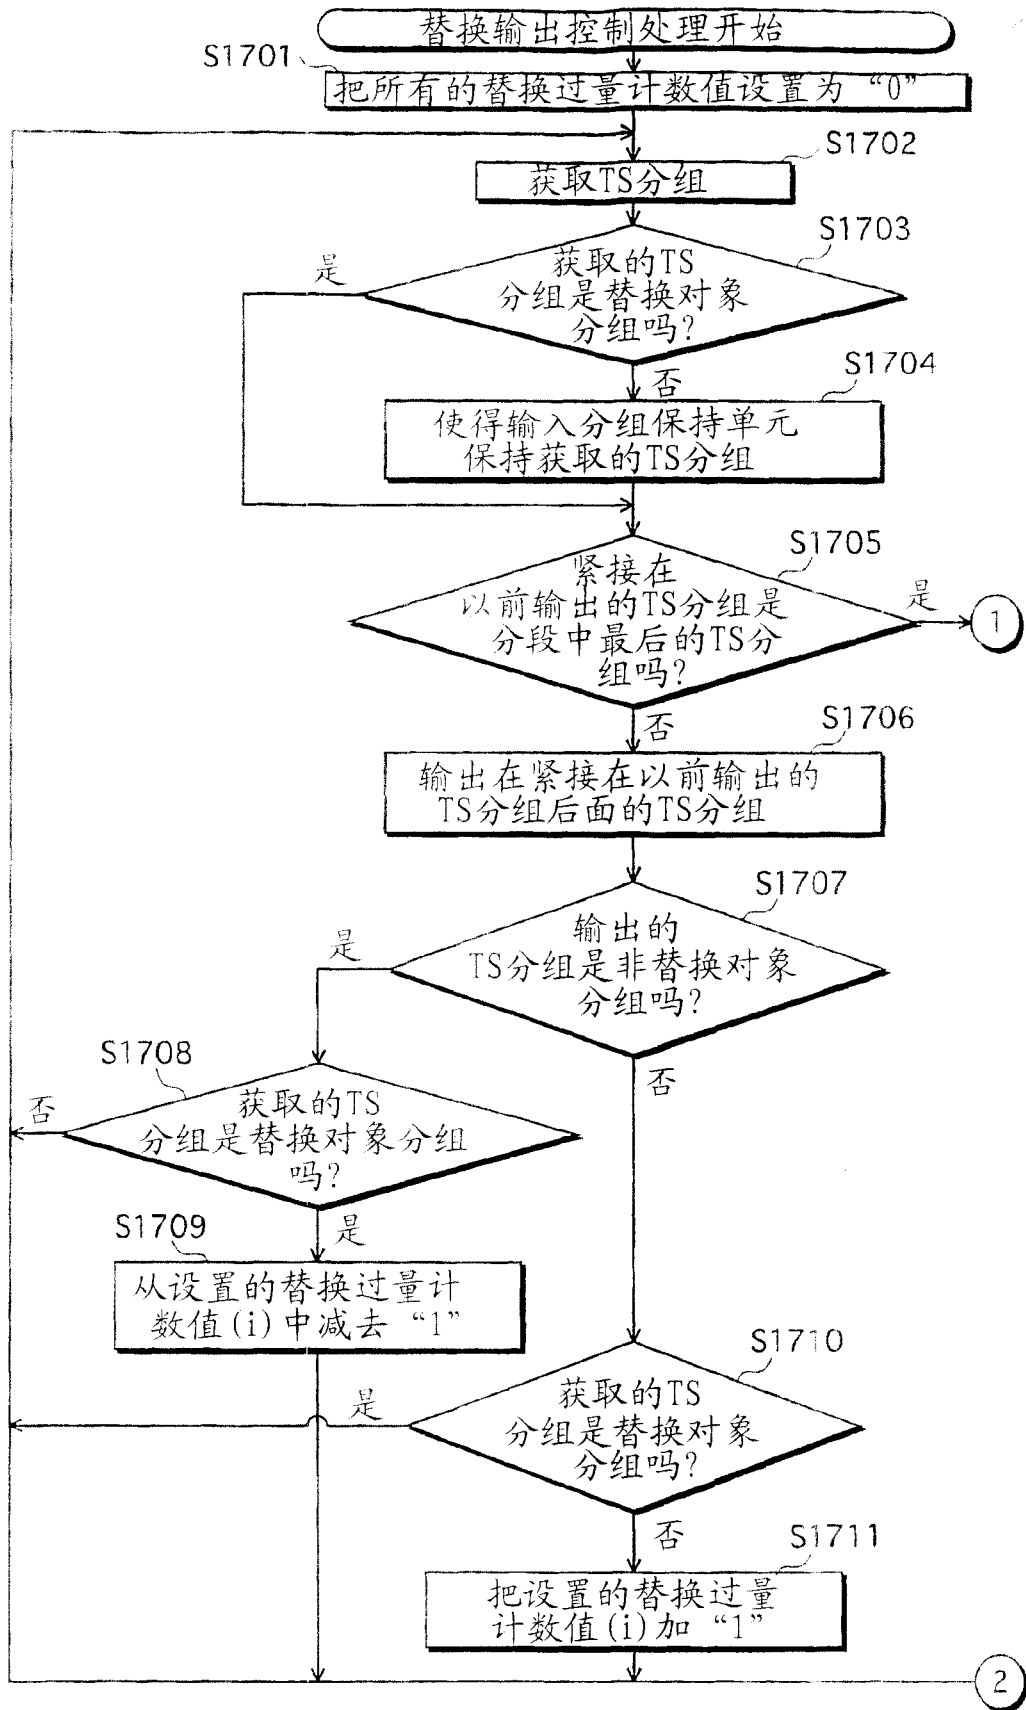 替换输出控制处理开始
S1701
把所有的替换过量计数值设置为“0”
S1702
获取TS分组
S1703
获取的TS
分组是替换对象
分组吗?
是
否
S1704
使得输入分组保持单元
保持获取的TS分组
S1705
紧接在
以前输出的TS分组是
分段中最后的TS分
组吗?
是
1
否
S1706
输出在紧接在以前输出的
TS分组后面的TS分组
S1707
输出的
TS分组是非替换对象
分组吗?
是
否
S1708
获取的TS
分组是替换对象分组
吗?
否
是
S1709
从设置的替换过量计
数值(i)中减去“1”
S1710
获取的TS
分组是替换对象
分组吗?
是
否
S1711
把设置的替换过量
计数值(i)加“1”
2